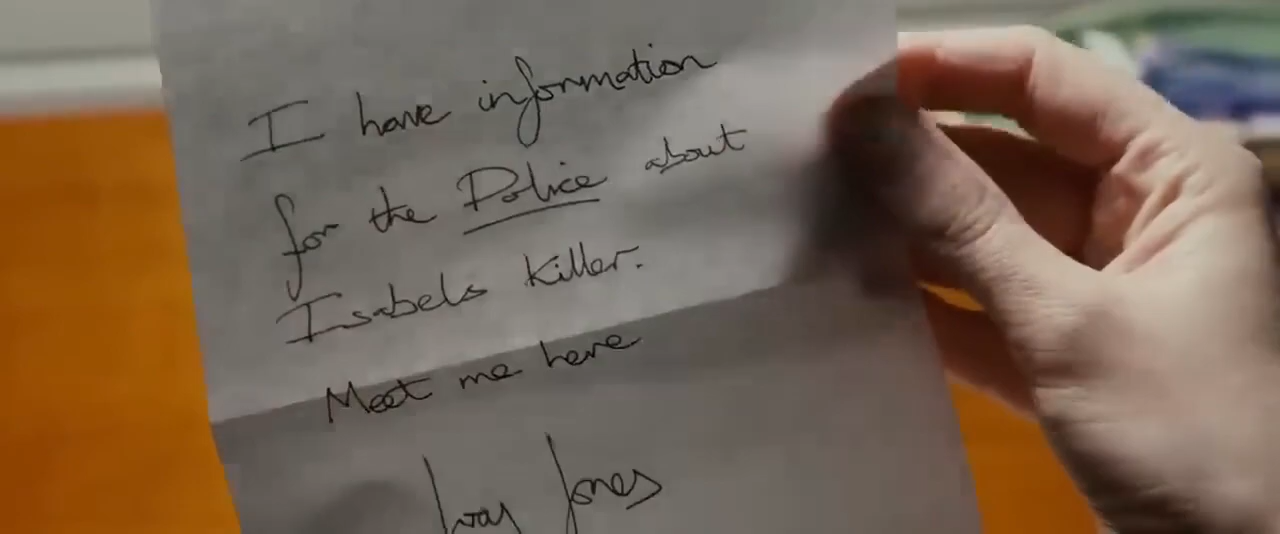 I have information
for the Police about
Isabels killer.
Meet me here
Jones